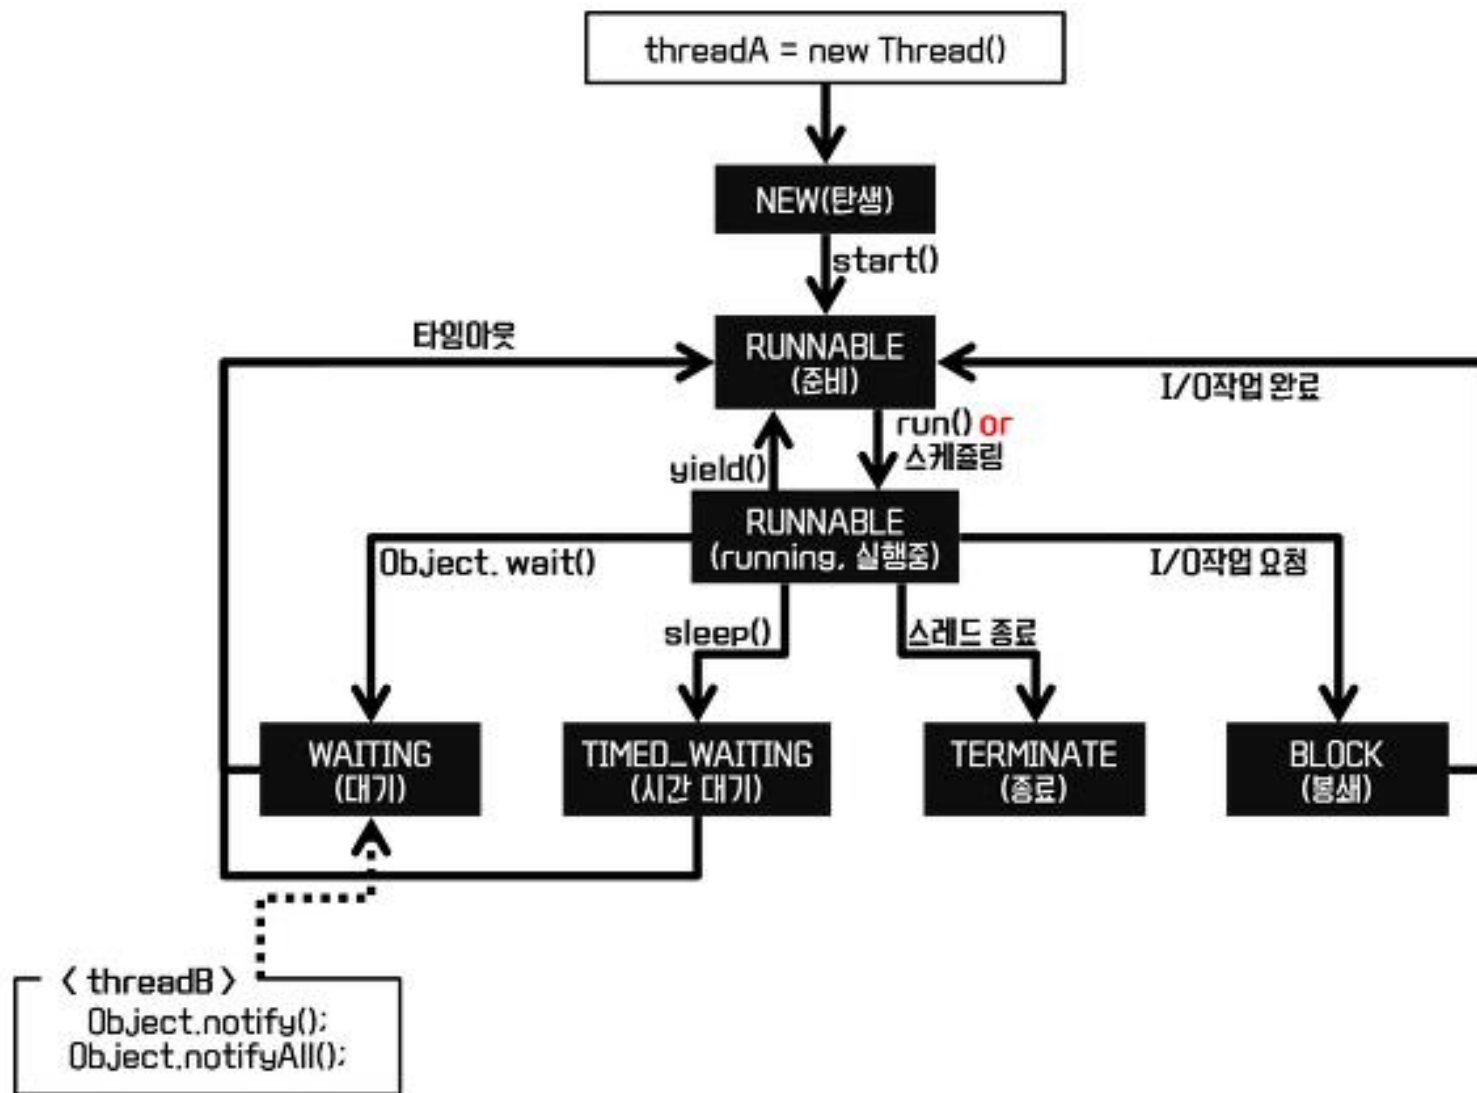 threadA = new Thread()
NEW(탄생)
start()
타임아웃
RUNNABLE
(준비)
I/O작업 완료
run() or
스케쥴링
yield()
RUNNABLE
(running, 실행중)
Object. wait()
I/O작업 요청
sleep()
스레드 종료
WAITING
(대기)
TIMED_WAITING
(시간 대기)
TERMINATE
(종료)
BLOCK
(봉쇄)
< threadB >
Object.notify();
Object.notifyAll();